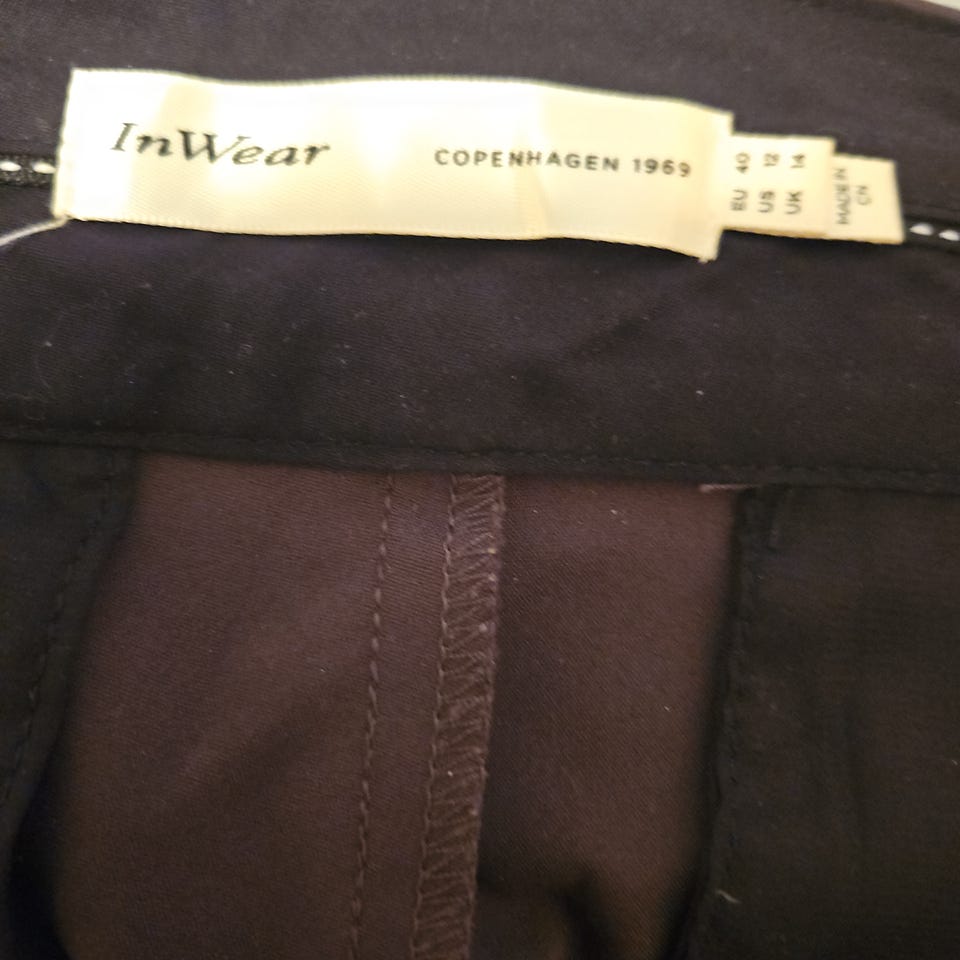 InWear
COPENHAGEN 1969
EU 40
US 12
UK 14
MADE IN
CN